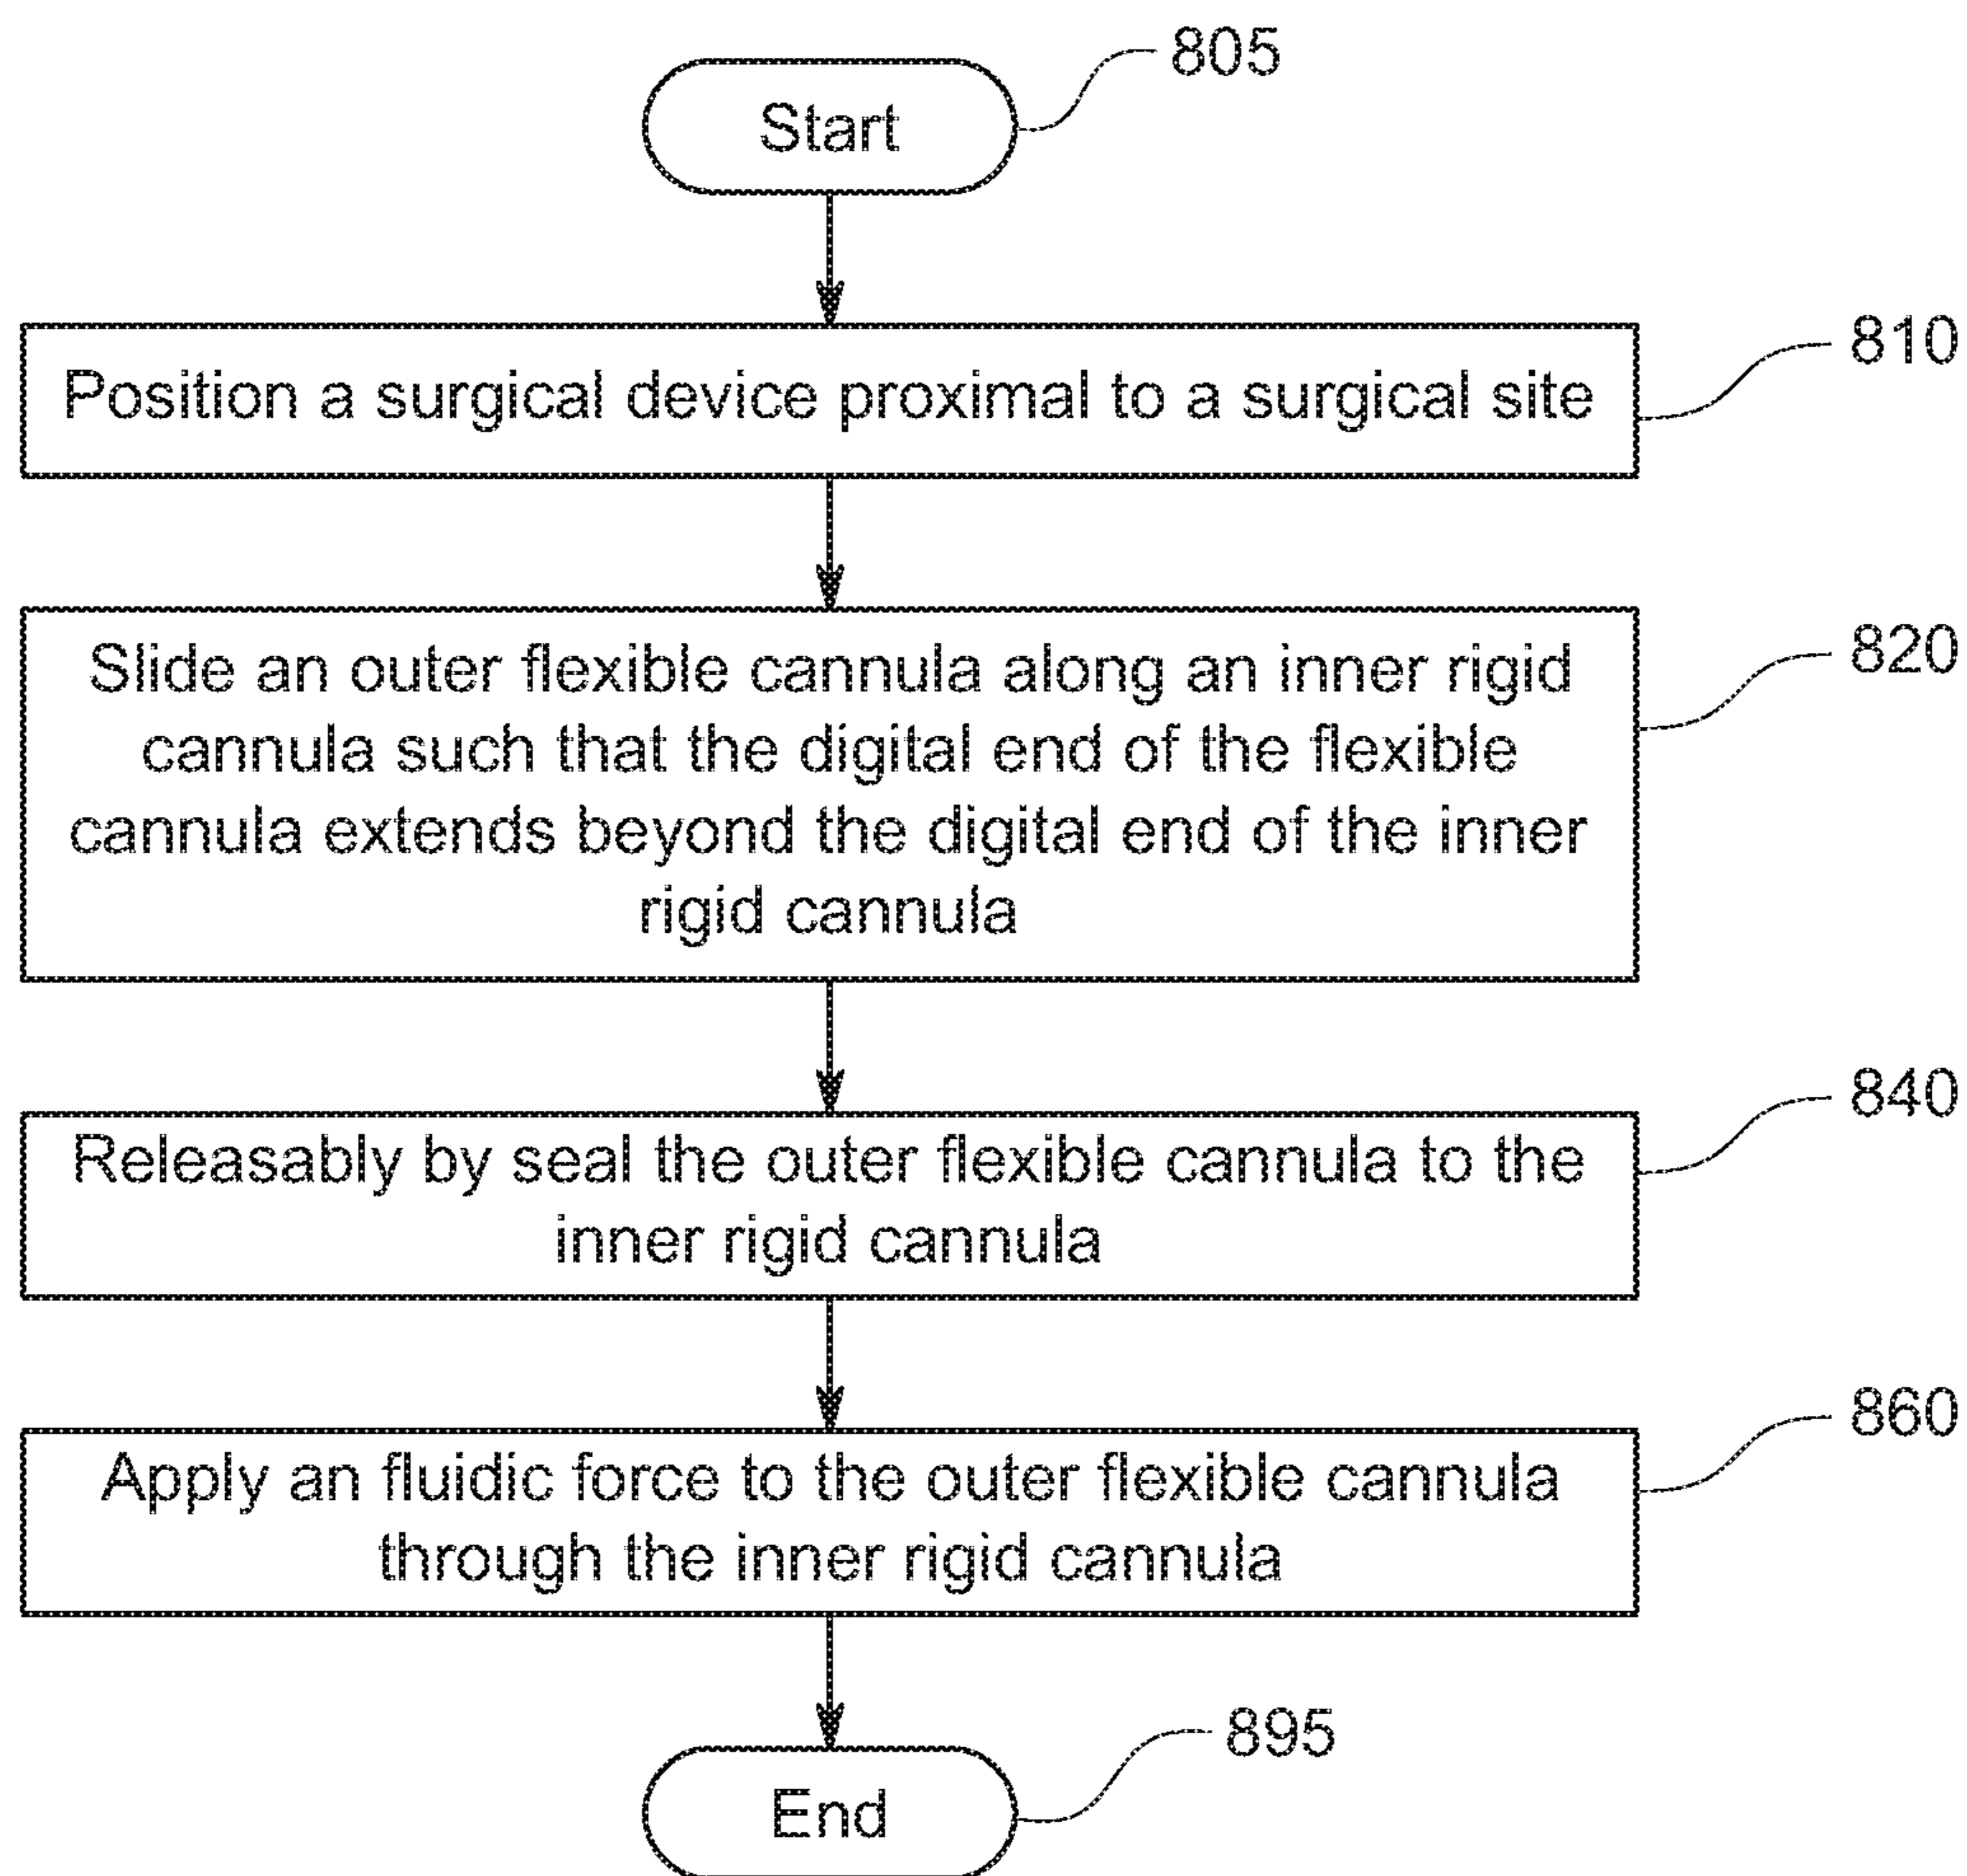 805
Start
810
Position a surgical device proximal to a surgical site
820
Slide an outer flexible cannula along an inner rigid
cannula such that the digital end of the flexible
cannula extends beyond the digital end of the inner
rigid cannula
840
Releasably by seal the outer flexible cannula to the
inner rigid cannula
860
Apply an fluidic force to the outer flexible cannula
through the inner rigid cannula
895
End